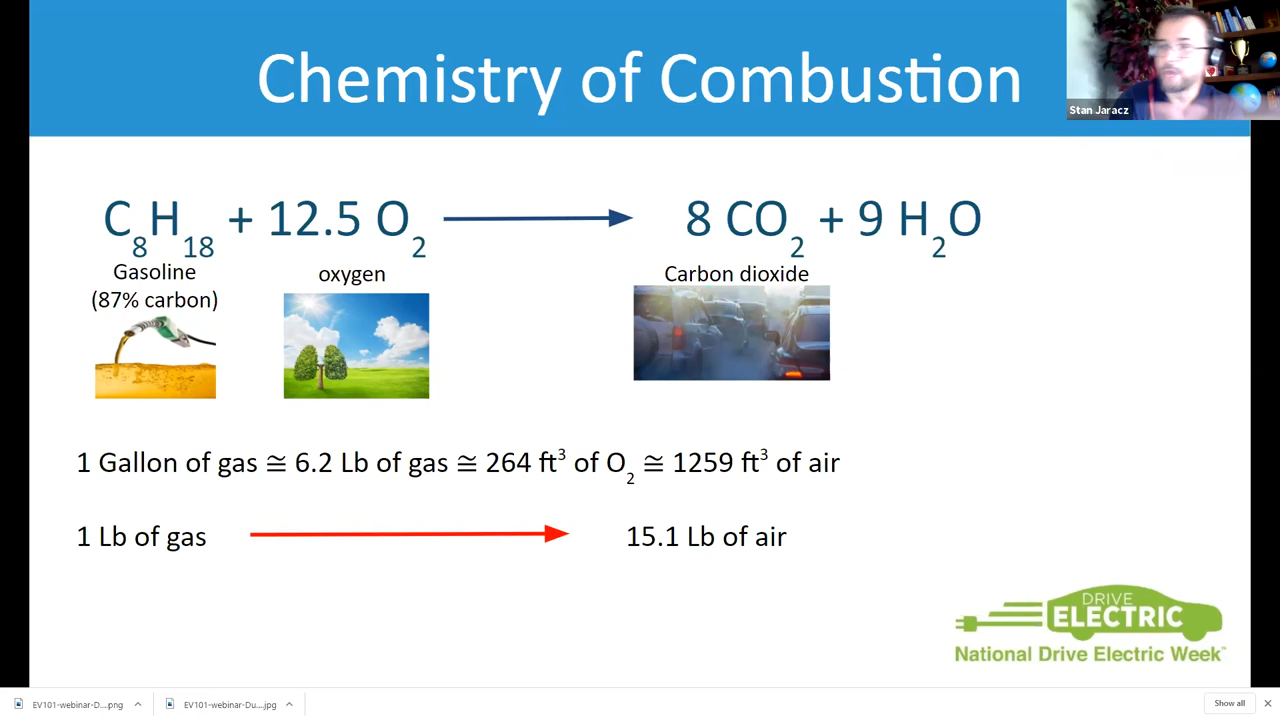 Chemistry of Combustion
Stan Jaracz
C8H18 + 12.5 O2 8 CO2 + 9 H2O
Gasoline
(87% carbon)
oxygen
Carbon dioxide
1 Gallon of gas ≅ 6.2 Lb of gas ≅ 264 ft³ of O2 ≅ 1259 ft³ of air
1 Lb of gas 15.1 Lb of air
DRIVE
ELECTRIC
National Drive Electric Week™
EV101-webinar-D....png
EV101-webinar-Du....jpg
Show all